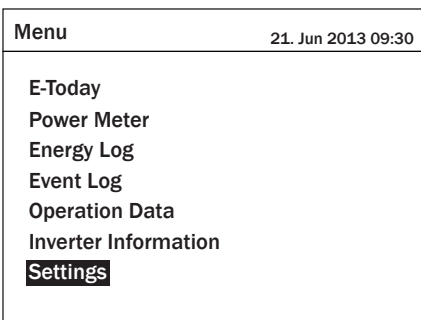 Menu
21. Jun 2013 09:30
E-Today
Power Meter
Energy Log
Event Log
Operation Data
Inverter Information
Settings